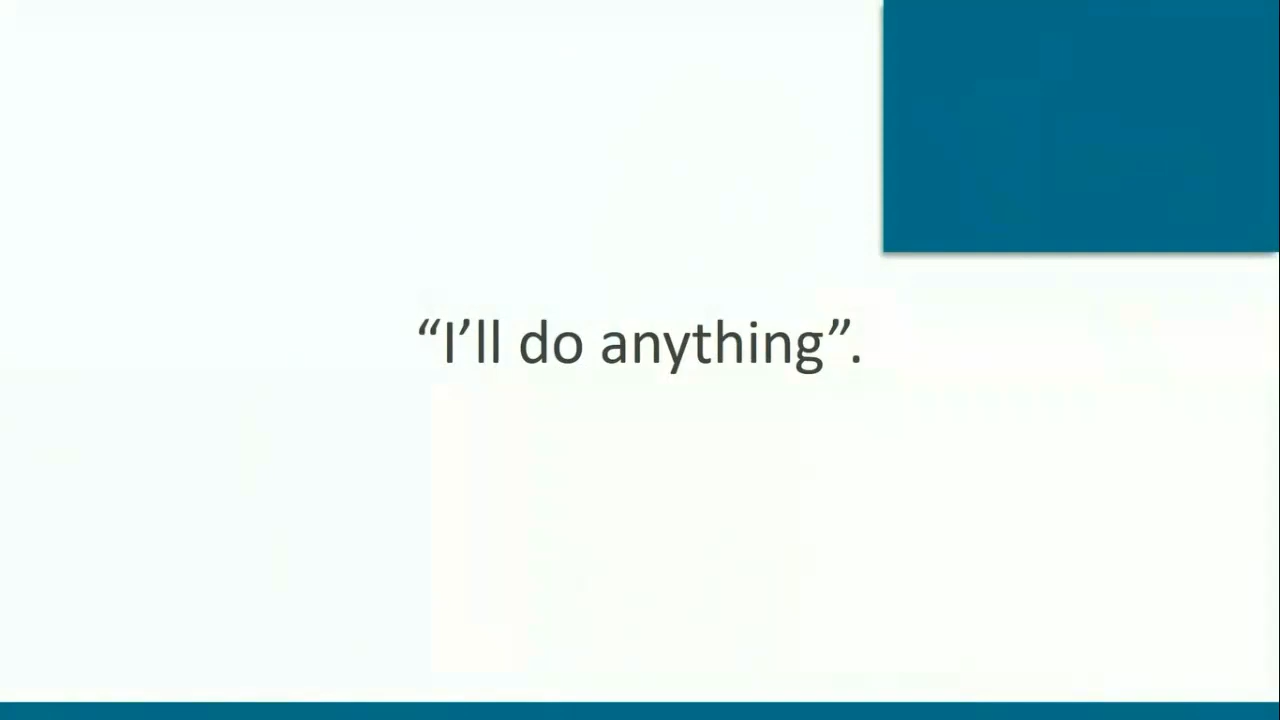 “I’ll do anything”.